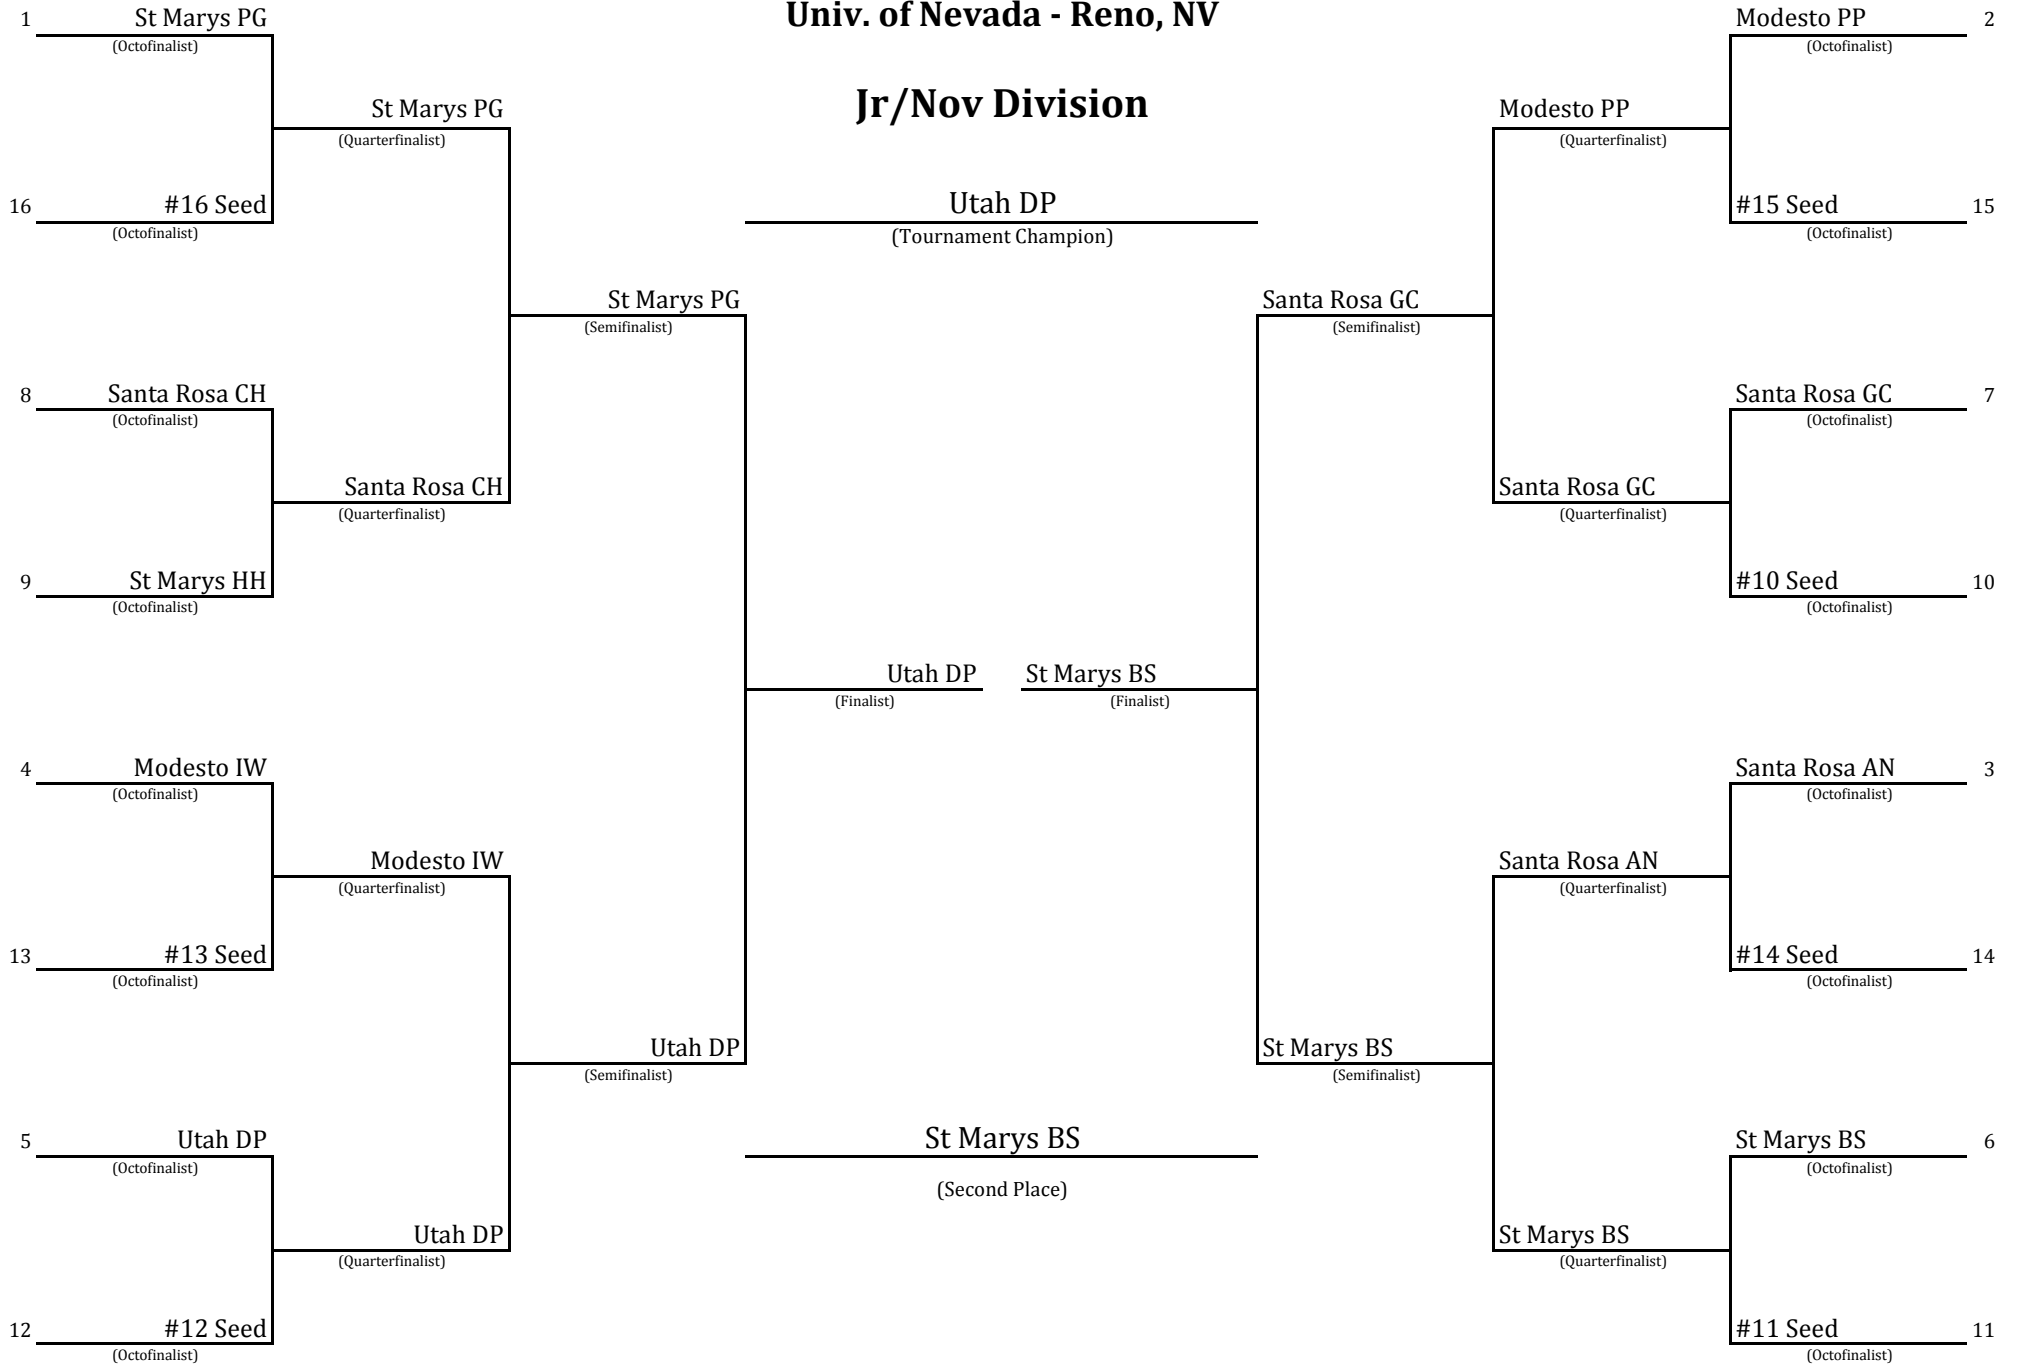 Univ. of Nevada - Reno, NV
Jr/Nov Division
1 St Marys PG
(Octofinalist)
St Marys PG
(Quarterfinalist)
16 #16 Seed
(Octofinalist)
St Marys PG
(Semifinalist)
8 Santa Rosa CH
(Octofinalist)
Santa Rosa CH
(Quarterfinalist)
9 St Marys HH
(Octofinalist)
Utah DP
(Finalist)
4 Modesto IW
(Octofinalist)
Modesto IW
(Quarterfinalist)
13 #13 Seed
(Octofinalist)
Utah DP
(Semifinalist)
5 Utah DP
(Octofinalist)
Utah DP
(Quarterfinalist)
12 #12 Seed
(Octofinalist)
Utah DP
(Tournament Champion)
St Marys BS
(Second Place)
Modesto PP 2
(Octofinalist)
Modesto PP
(Quarterfinalist)
#15 Seed 15
(Octofinalist)
Santa Rosa GC
(Semifinalist)
Santa Rosa GC 7
(Octofinalist)
Santa Rosa GC
(Quarterfinalist)
#10 Seed 10
(Octofinalist)
St Marys BS
(Finalist)
Santa Rosa AN 3
(Octofinalist)
Santa Rosa AN
(Quarterfinalist)
#14 Seed 14
(Octofinalist)
St Marys BS
(Semifinalist)
St Marys BS 6
(Octofinalist)
St Marys BS
(Quarterfinalist)
#11 Seed 11
(Octofinalist)